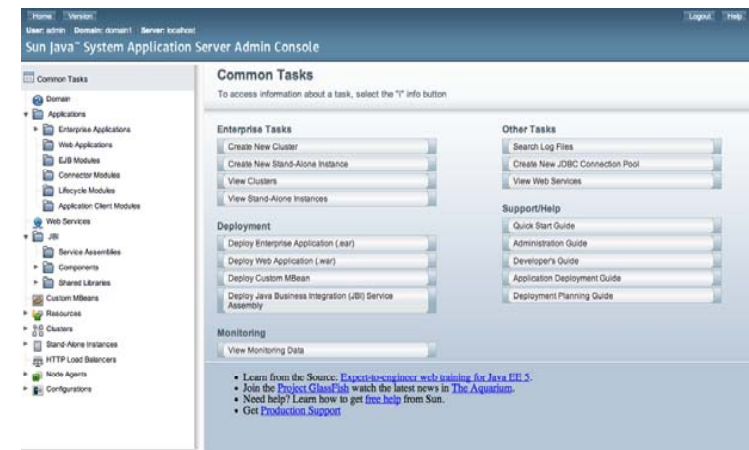 Home Version
Logout Help
User: admin Domain: domain1 Server: localhost
Sun Java™ System Application Server Admin Console
Common Tasks
Domain
Applications
Enterprise Applications
Web Applications
EJB Modules
Connector Modules
Lifecycle Modules
Application Client Modules
Web Services
JBI
Service Assemblies
Components
Shared Libraries
Custom MBeans
Resources
Clusters
Stand-Alone Instances
HTTP Load Balancers
Node Agents
Configurations
Common Tasks
To access information about a task, select the "i" info button
Enterprise Tasks
Create New Cluster
Create New Stand-Alone Instance
View Clusters
View Stand-Alone Instances
Deployment
Deploy Enterprise Application (.ear)
Deploy Web Application (.war)
Deploy Custom MBean
Deploy Java Business Integration (JBI) Service
Assembly
Monitoring
View Monitoring Data
Other Tasks
Search Log Files
Create New JDBC Connection Pool
View Web Services
Support/Help
Quick Start Guide
Administration Guide
Developer's Guide
Application Deployment Guide
Deployment Planning Guide
• Learn from the Source. Expert-to-engineer web training for Java EE 5.
• Join the Project GlassFish watch the latest news in The Aquarium.
• Need help? Learn how to get free help from Sun.
• Get Production Support